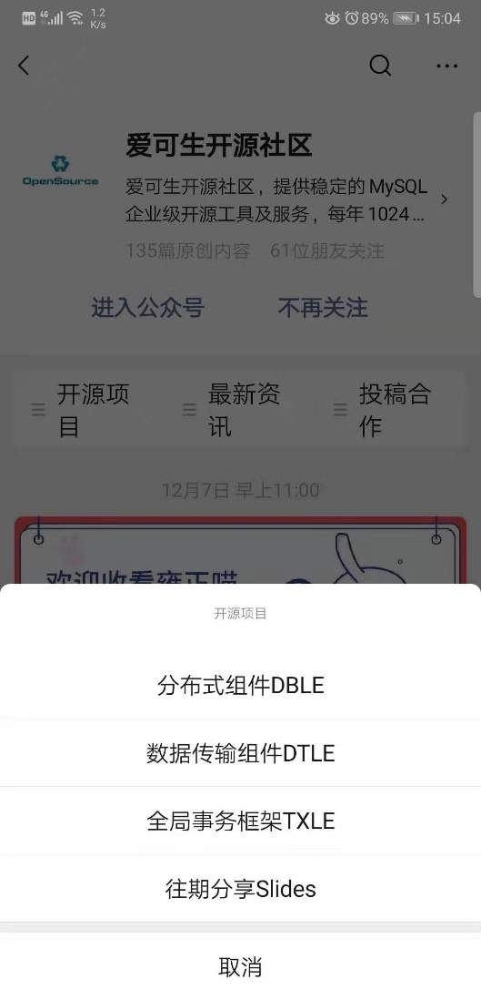 HD 4G 1.2 K/s 89% 15:04
爱可生开源社区
OpenSource
爱可生开源社区，提供稳定的 MySQL
企业级开源工具及服务，每年 1024 ...
135篇原创内容 61位朋友关注
进入公众号 不再关注
开源项
目
最新资
讯
投稿合
作
12月7日 早上11:00
欢迎收看雍正喵
开源项目
分布式组件DBLE
数据传输组件DTLE
全局事务框架TXLE
往期分享Slides
取消